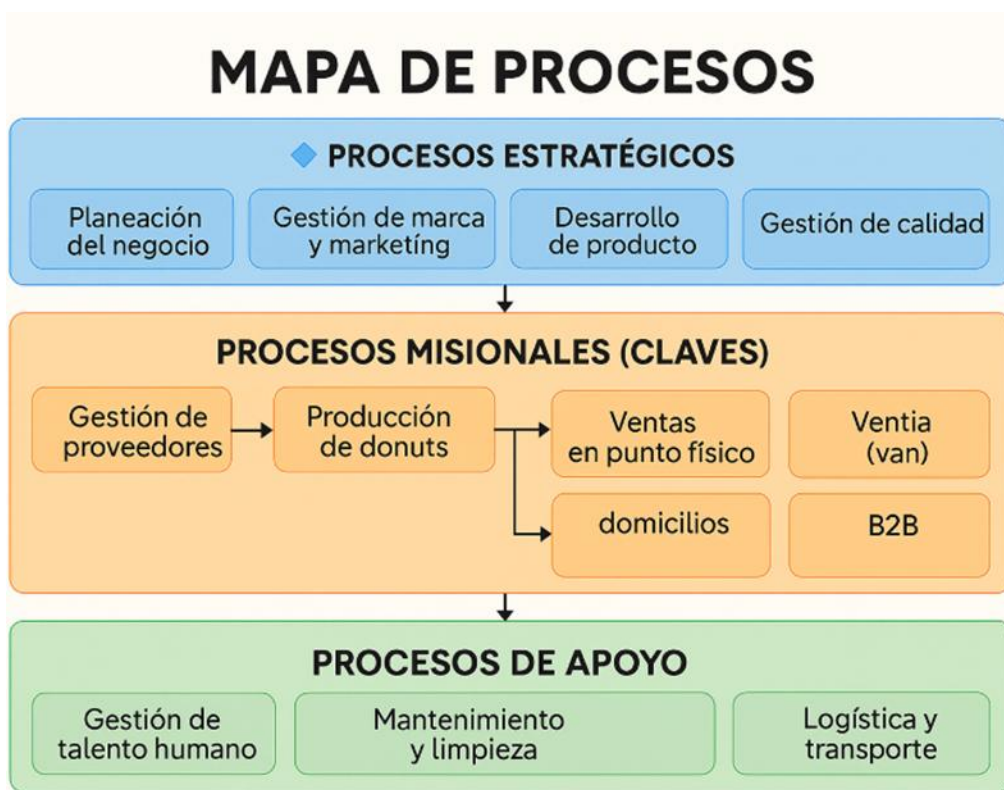 MAPA DE PROCESOS
PROCESOS ESTRATÉGICOS
Planeación
del negocio
Gestión de marca
y marketíng
Desarrollo
de producto
Gestión de calidad
PROCESOS MISIONALES (CLAVES)
Gestión de
proveedores
Producción
de donuts
Ventas
en punto físico
Ventia
(van)
domicilios
B2B
PROCESOS DE APOYO
Gestión de
talento humano
Mantenimiento
y limpieza
Logística y
transporte